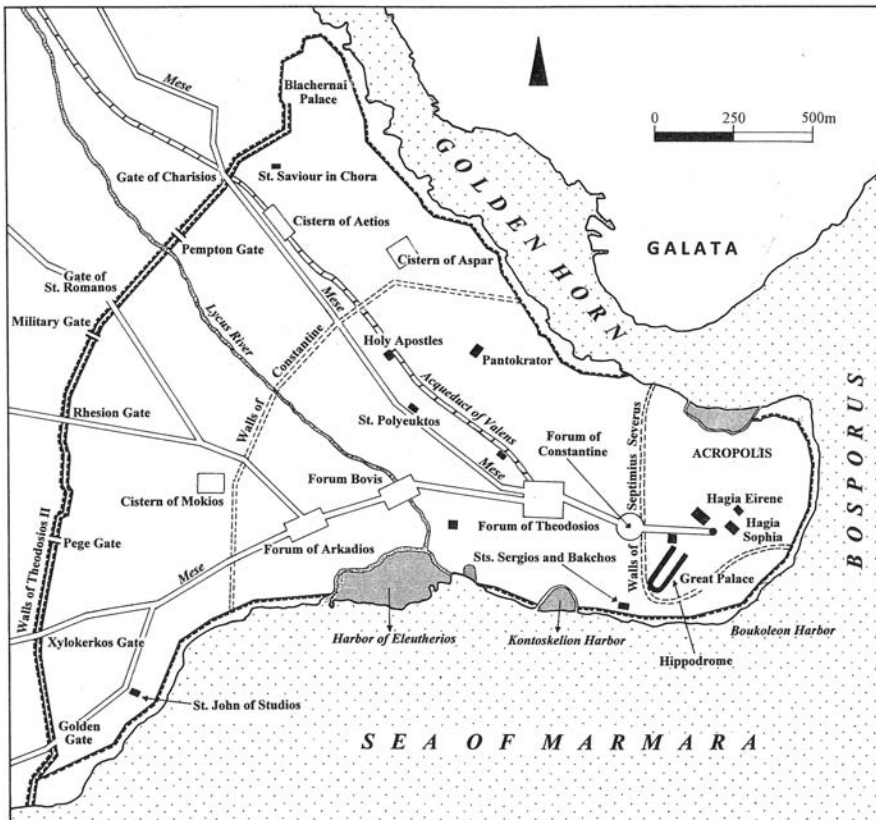 Mese
Blachernai
Palace
0
250
500m
GOLDEN HORN
Gate of Charisios
St. Saviour in Chora
Cistern of Aetios
GALATA
Pempton Gate
Cistern of Aspar
Gate of
St. Romanos
Mese
Military Gate
Lycus River
Walls of Constantine
Holy Apostles
Pantokrator
BOSPORUS
Acqueduct of Valens
Rhesion Gate
St. Polyeuktos
Walls of Septimius Severus
Forum of
Constantine
ACROPOLIS
Mese
Cistern of Mokios
Forum Bovis
Hagia Eirene
Forum of Theodosios
Hagia
Sophia
Walls of Theodosios II
Pege Gate
Forum of Arkadios
Sts. Sergios and Bakchos
Mese
Great Palace
Xylokerkos Gate
Harbor of Eleutherios
Kontoskelion Harbor
Boukoleon Harbor
Hippodrome
St. John of Studios
Golden
Gate
SEA OF MARMARA